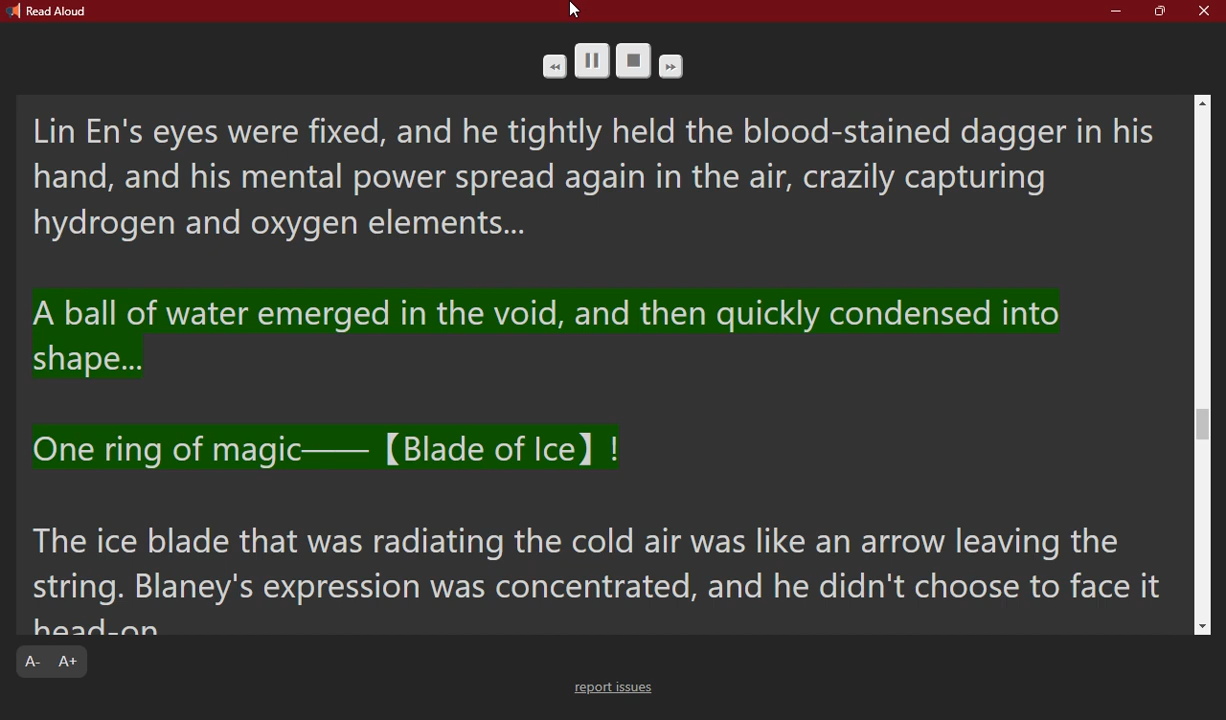 Read Aloud
Lin En's eyes were fixed, and he tightly held the blood-stained dagger in his
hand, and his mental power spread again in the air, crazily capturing
hydrogen and oxygen elements...
A ball of water emerged in the void, and then quickly condensed into
shape...
One ring of magic——【Blade of Ice】!
The ice blade that was radiating the cold air was like an arrow leaving the
string. Blaney's expression was concentrated, and he didn't choose to face it
head-on
A- A+
report issues